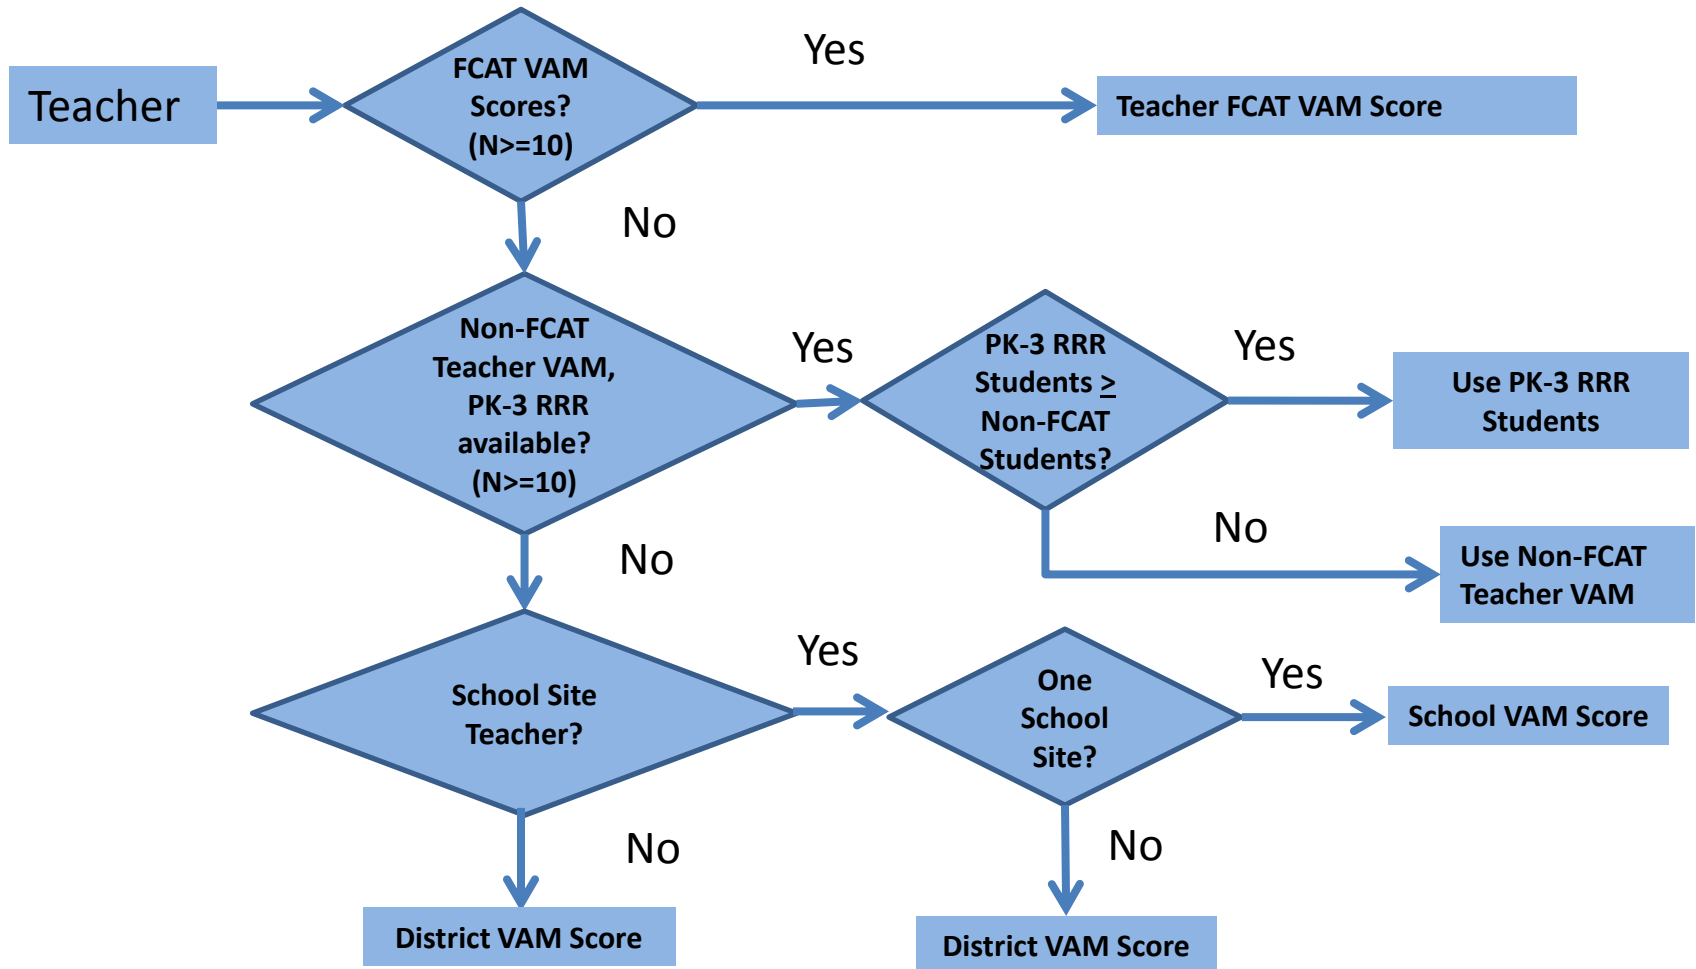 Teacher
FCAT VAM
Scores?
(N>=10)
Yes
Teacher FCAT VAM Score
No
Non-FCAT
Teacher VAM,
PK-3 RRR
available?
(N>=10)
Yes
PK-3 RRR
Students ≥
Non-FCAT
Students?
Yes
Use PK-3 RRR
Students
No
Use Non-FCAT
Teacher VAM
No
School Site
Teacher?
Yes
One
School
Site?
Yes
School VAM Score
No
District VAM Score
No
District VAM Score